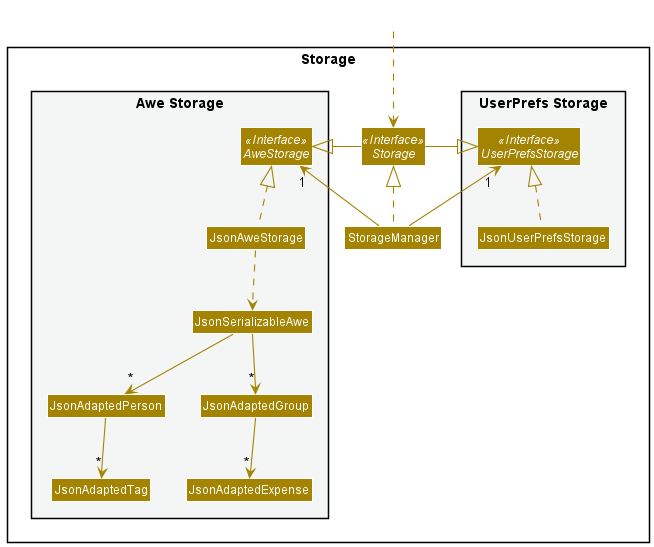 Storage
Awe Storage
UserPrefs Storage
«Interface»
AweStorage
«Interface»
Storage
«Interface»
UserPrefsStorage
1
1
JsonAweStorage
StorageManager
JsonUserPrefsStorage
JsonSerializableAwe
*
*
JsonAdaptedPerson
JsonAdaptedGroup
*
*
JsonAdaptedTag
JsonAdaptedExpense